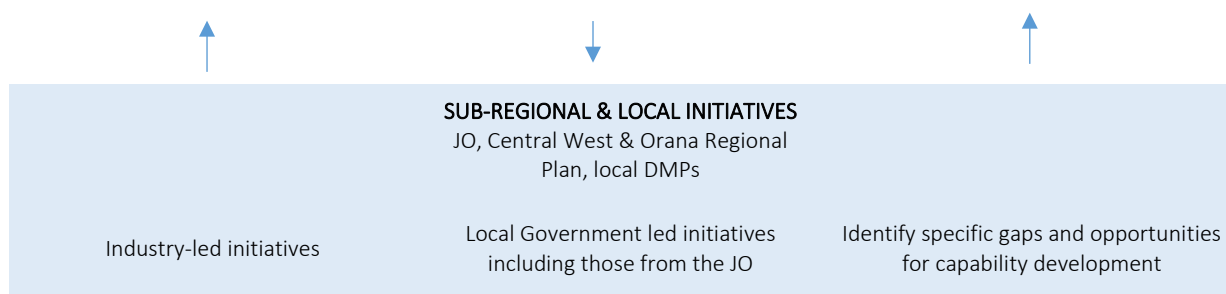 SUB-REGIONAL & LOCAL INITIATIVES
JO, Central West & Orana Regional
Plan, local DMPs
Industry-led initiatives
Local Government led initiatives
including those from the JO
Identify specific gaps and opportunities
for capability development